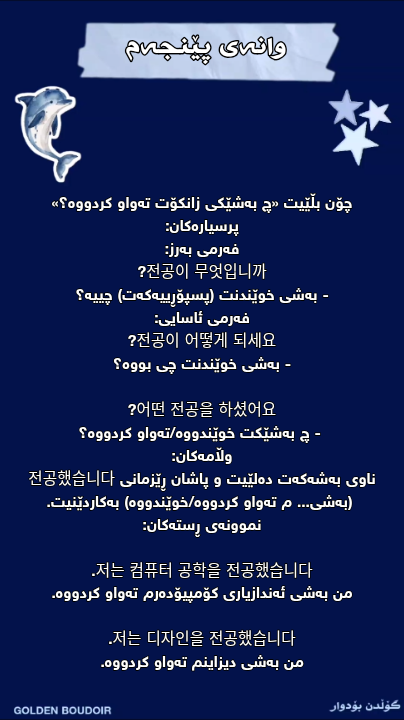 وانەی پێنجەم
چۆن بڵێیت «چ بەشێکی زانکۆت تەواو کردووە؟»
پرسیارەکان:
فەرمی بەرز:
전공이 무엇입니까?
- بەشی خوێندنت (پسپۆڕییەکەت) چییە؟
فەرمی ئاسایی:
전공이 어떻게 되세요?
- بەشی خوێندنت چی بووە؟
어떤 전공을 하셨어요?
- چ بەشێکت خوێندووە/تەواو کردووە؟
وڵامەکان:
ناوی بەشەکەت دەلێیت و پاشان ڕێزمانی 전공했습니다
(بەشی... م تەواو کردووە/خوێندووە) بەکاردێنیت.
نموونەی ڕستەکان:
저는 컴퓨터 공학을 전공했습니다.
من بەشی ئەندازیاری کۆمپیۆدەرم تەواو کردووە.
저는 디자인을 전공했습니다.
من بەشی دیزاینم تەواو کردووە.
GOLDEN BOUDOIR
گۆڵدن بۆدوار